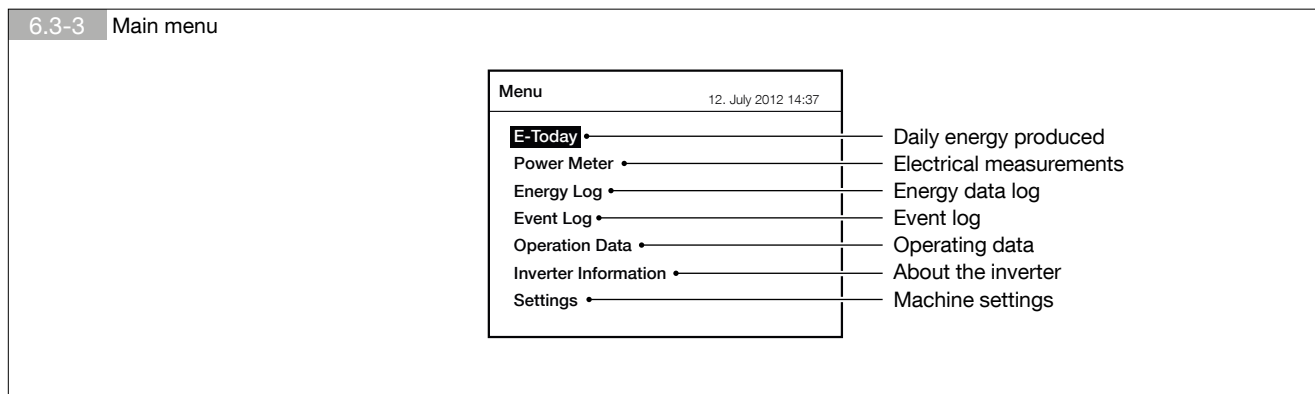 6.3-3 Main menu
Menu 12. July 2012 14:37
E-Today Daily energy produced
Power Meter Electrical measurements
Energy Log Energy data log
Event Log Event log
Operation Data Operating data
Inverter Information About the inverter
Settings Machine settings